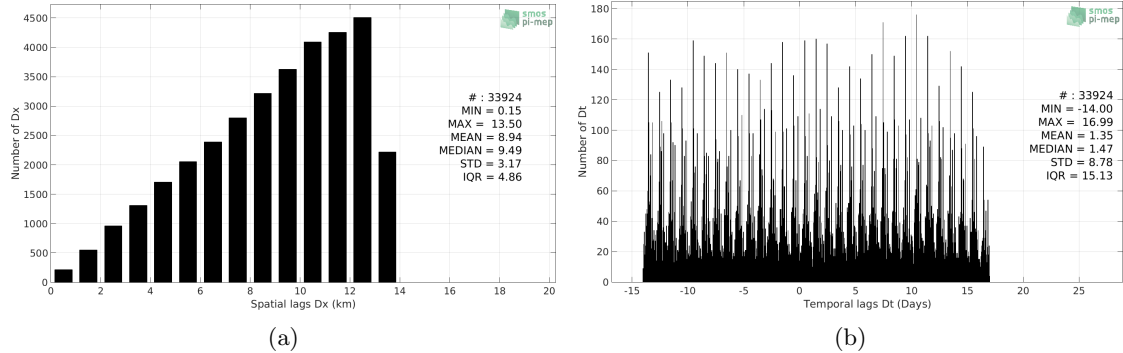 smos
pi-mep
Number of Dx
4500
4000
3500
3000
2500
2000
1500
1000
500
0
# : 33924
MIN = 0.15
MAX = 13.50
MEAN = 8.94
MEDIAN = 9.49
STD = 3.17
IQR = 4.86
0 2 4 6 8 10 12 14 16 18 20
Spatial lags Dx (km)
(a)
smos
pi-mep
Number of Dt
180
160
140
120
100
80
60
40
20
0
# : 33924
MIN = -14.00
MAX = 16.99
MEAN = 1.35
MEDIAN = 1.47
STD = 8.78
IQR = 15.13
-15 -10 -5 0 5 10 15 20 25
Temporal lags Dt (Days)
(b)